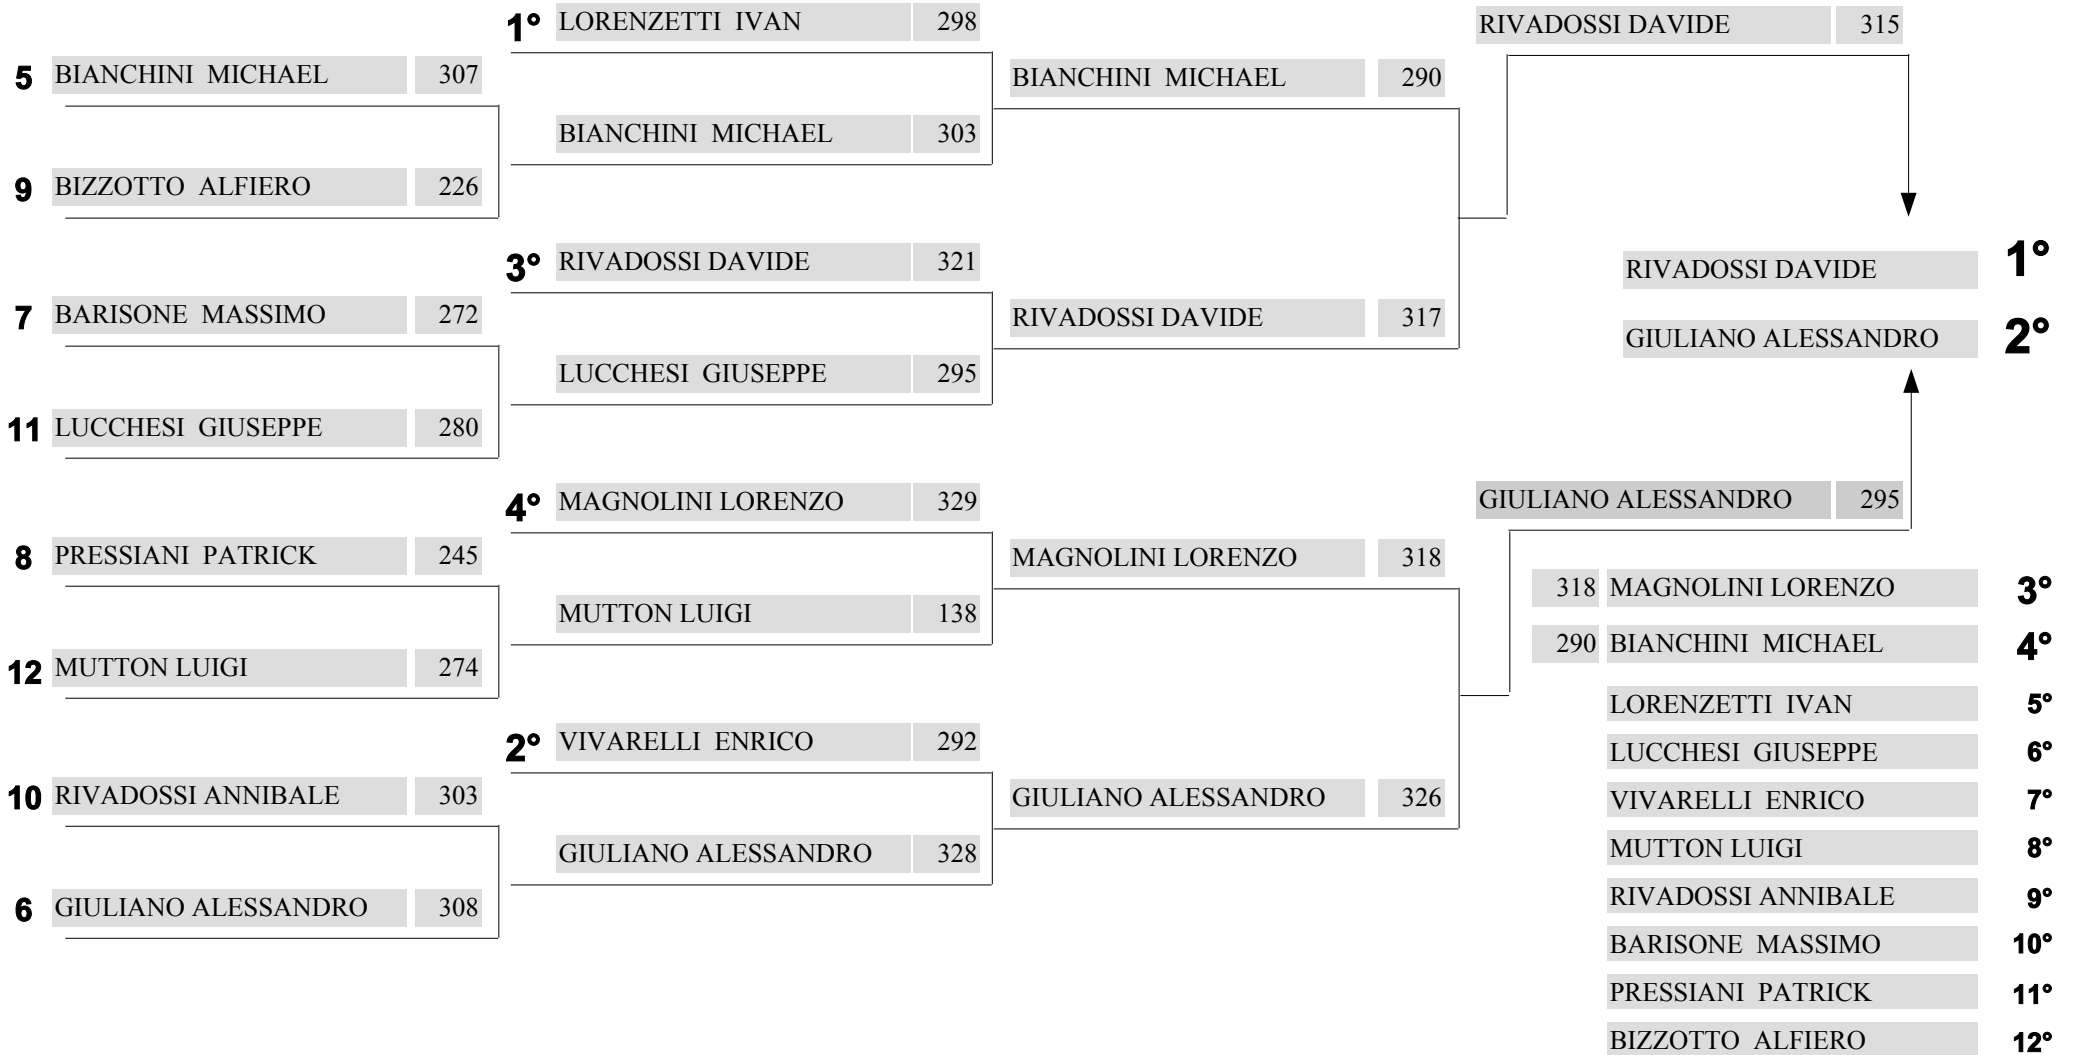 1° LORENZETTI IVAN 298
RIVADOSSI DAVIDE 315
5 BIANCHINI MICHAEL 307
BIANCHINI MICHAEL 290
BIANCHINI MICHAEL 303
9 BIZZOTTO ALFIERO 226
3° RIVADOSSI DAVIDE 321
RIVADOSSI DAVIDE 1°
7 BARISONE MASSIMO 272
RIVADOSSI DAVIDE 317
GIULIANO ALESSANDRO 2°
LUCCHESI GIUSEPPE 295
11 LUCCHESI GIUSEPPE 280
4° MAGNOLINI LORENZO 329
GIULIANO ALESSANDRO 295
8 PRESSIANI PATRICK 245
MAGNOLINI LORENZO 318
318 MAGNOLINI LORENZO 3°
MUTTON LUIGI 138
290 BIANCHINI MICHAEL 4°
12 MUTTON LUIGI 274
LORENZETTI IVAN 5°
2° VIVARELLI ENRICO 292
LUCCHESI GIUSEPPE 6°
10 RIVADOSSI ANNIBALE 303
GIULIANO ALESSANDRO 326
VIVARELLI ENRICO 7°
GIULIANO ALESSANDRO 328
MUTTON LUIGI 8°
6 GIULIANO ALESSANDRO 308
RIVADOSSI ANNIBALE 9°
BARISONE MASSIMO 10°
PRESSIANI PATRICK 11°
BIZZOTTO ALFIERO 12°